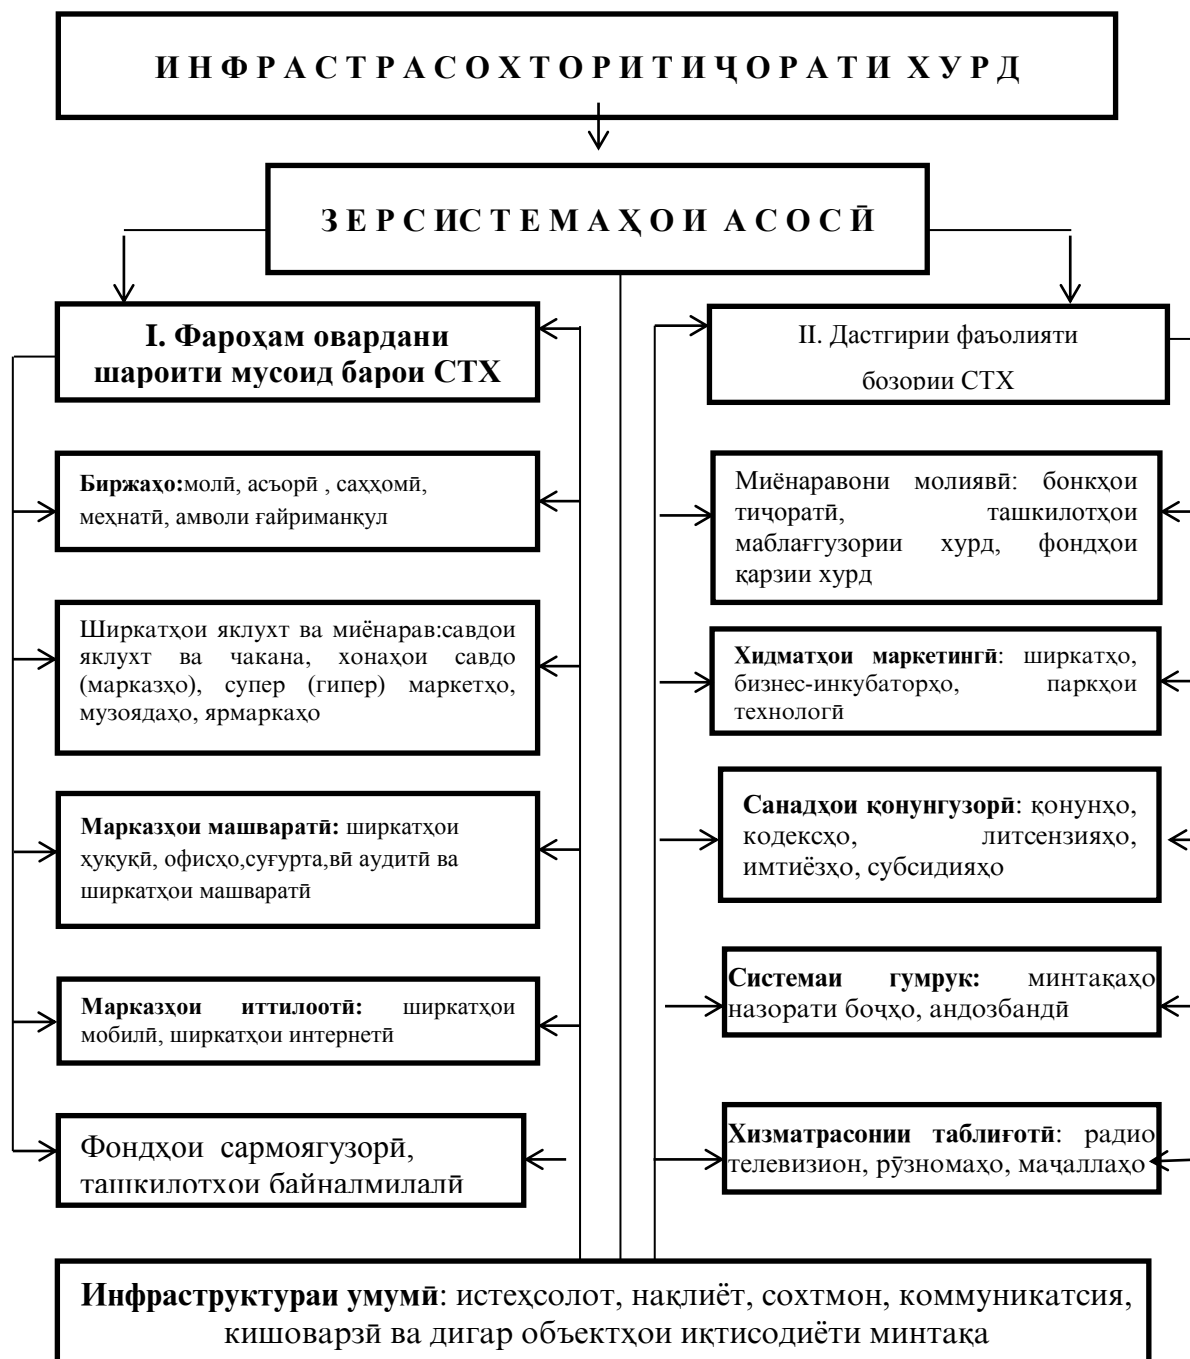 ИНФРАСТРАСОХТОРИТИҶОРАТИ ХУРД
ЗЕРСИСТЕМАҲОИ АСОСӢ
I. Фароҳам овардани
шароити мусоид барои СТХ
Биржаҳо:молӣ, асъорӣ , саҳҳомӣ,
меҳнатӣ, амволи ғайриманқул
Ширкатҳои яклухт ва миёнарав:савдои
яклухт ва чакана, хонаҳои савдо
(марказҳо), супер (гипер) маркетҳо,
музоядаҳо, ярмаркаҳо
Марказҳои машваратӣ: ширкатҳои
ҳуқуқӣ, офисҳо,суғурта,вӣ аудитӣ ва
ширкатҳои машваратӣ
Марказҳои иттилоотӣ: ширкатҳои
мобилӣ, ширкатҳои интернетӣ
Фондҳои сармоягузорӣ,
ташкилотҳои байналмилалӣ
II. Дастгирии фаъолияти
бозории СТХ
Миёнаравони молиявӣ: бонкҳои
тиҷоратӣ, ташкилотҳои
маблағгузории хурд, фондҳои
қарзии хурд
Хидматҳои маркетингӣ: ширкатҳо,
бизнес-инкубаторҳо, паркҳои
технологӣ
Санадҳои қонунгузорӣ: қонунҳо,
кодексҳо, литсензияҳо,
имтиёзҳо, субсидияҳо
Системаи гумрук: минтақаҳо
назорати боҷҳо, андозбандӣ
Хизматрасонии таблиғотӣ: радио
телевизион, рӯзномаҳо, маҷаллаҳо
Инфраструктураи умумӣ: истеҳсолот, нақлиёт, сохтмон, коммуникатсия,
кишоварзӣ ва дигар объектҳои иқтисодиёти минтақа